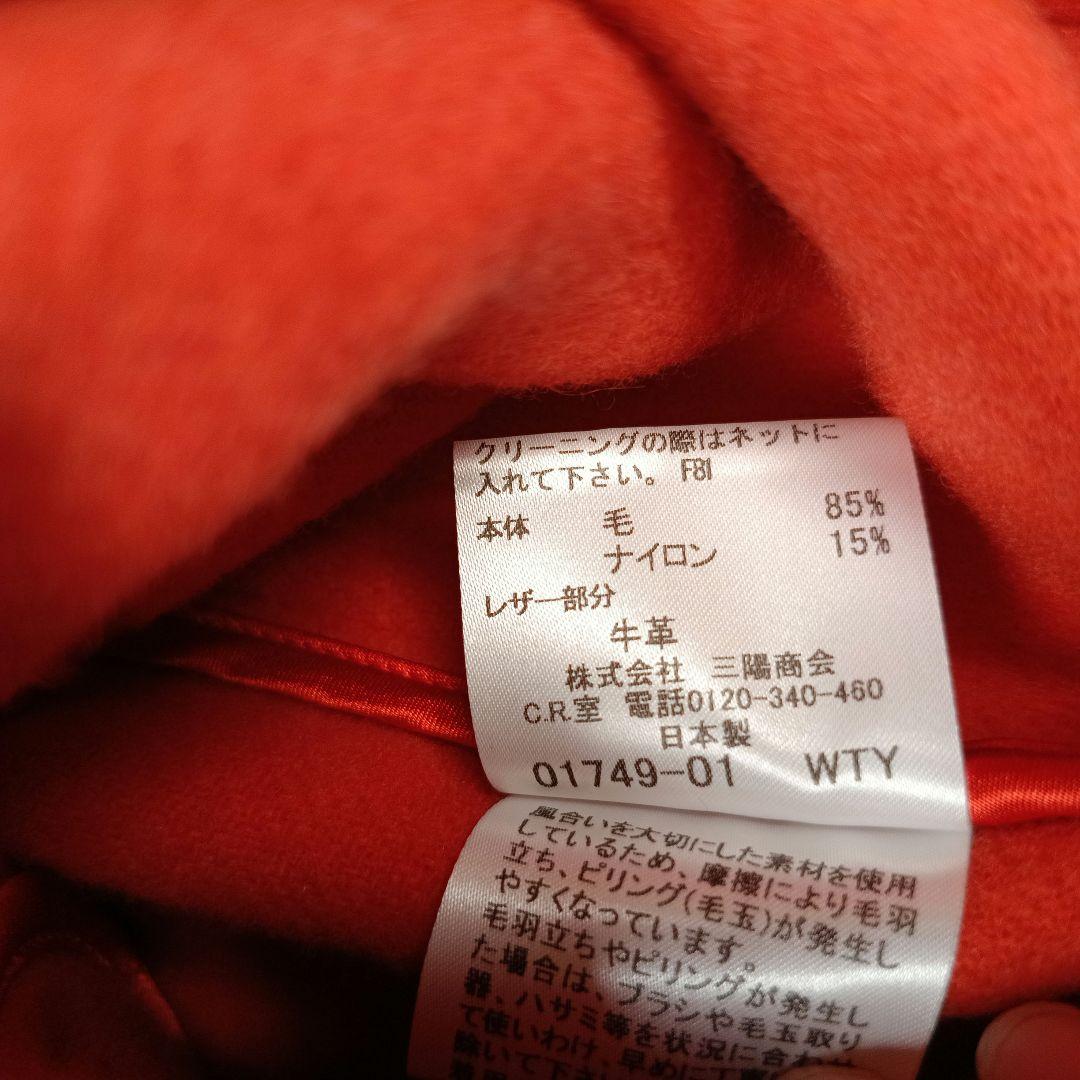 クリーニングの際はネットに
入れて下さい。 F81
本体 毛 85%
ナイロン 15%
レザー部分
牛革
株式会社 三陽商会
C.R.室 電話0120-340-460
日本製
01749-01 WTY
風合いを大切にした素材を使用
しているため、摩擦により毛羽
立ち、ピリング(毛玉)が発生し
やすくなっています。
毛羽立ちやピリングが発生し
た場合は、ブラシや毛玉取り
器、ハサミ等を状況に合わせ
て使いわけ、早めに丁寧
除いて下さ